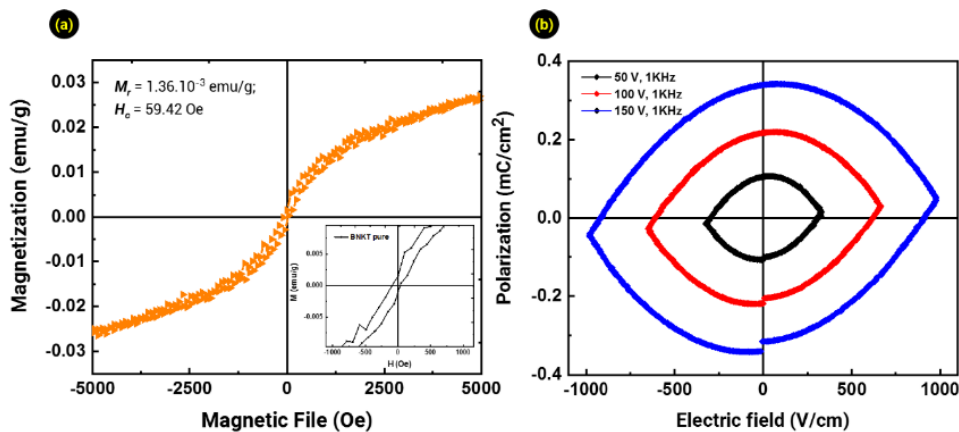 (a)
M_r = 1.36.10⁻³ emu/g;
H_c = 59.42 Oe
Magnetization (emu/g)
0.03
0.02
0.01
0.00
-0.01
-0.02
-0.03
-5000 -2500 0 2500 5000
Magnetic File (Oe)
BNKT pure
M (emu/g)
0.005
0.000
-0.005
-1000 -500 0 500 1000
H (Oe)
(b)
50 V, 1KHz
100 V, 1KHz
150 V, 1KHz
Polarization (mC/cm²)
0.4
0.2
0.0
-0.2
-0.4
-1000 -500 0 500 1000
Electric field (V/cm)